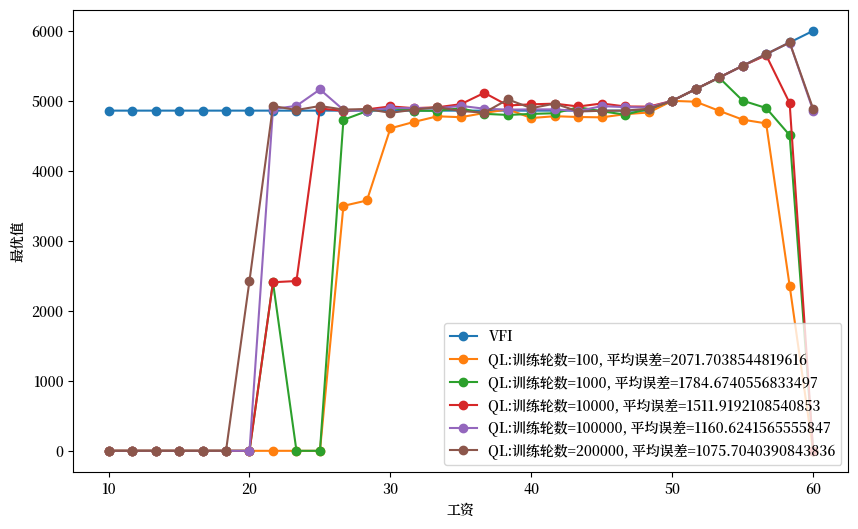 6000
5000
4000
3000
2000
1000
0
最优值
10 20 30 40 50 60
工资
VFI
QL:训练轮数=100, 平均误差=2071.7038544819616
QL:训练轮数=1000, 平均误差=1784.6740556833497
QL:训练轮数=10000, 平均误差=1511.9192108540853
QL:训练轮数=100000, 平均误差=1160.6241565555847
QL:训练轮数=200000, 平均误差=1075.7040390843836